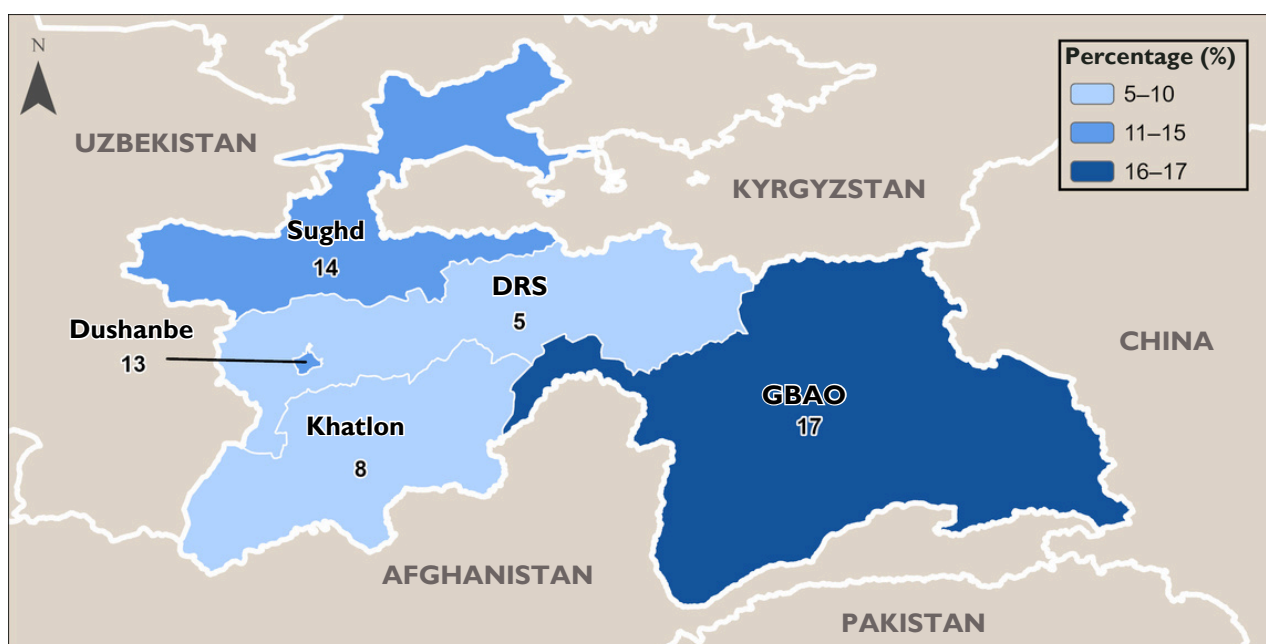 N
Percentage (%)
5–10
11–15
16–17
UZBEKISTAN
KYRGYZSTAN
Sughd
14
DRS
5
Dushanbe
13
CHINA
GBAO
17
Khatlon
8
AFGHANISTAN
PAKISTAN